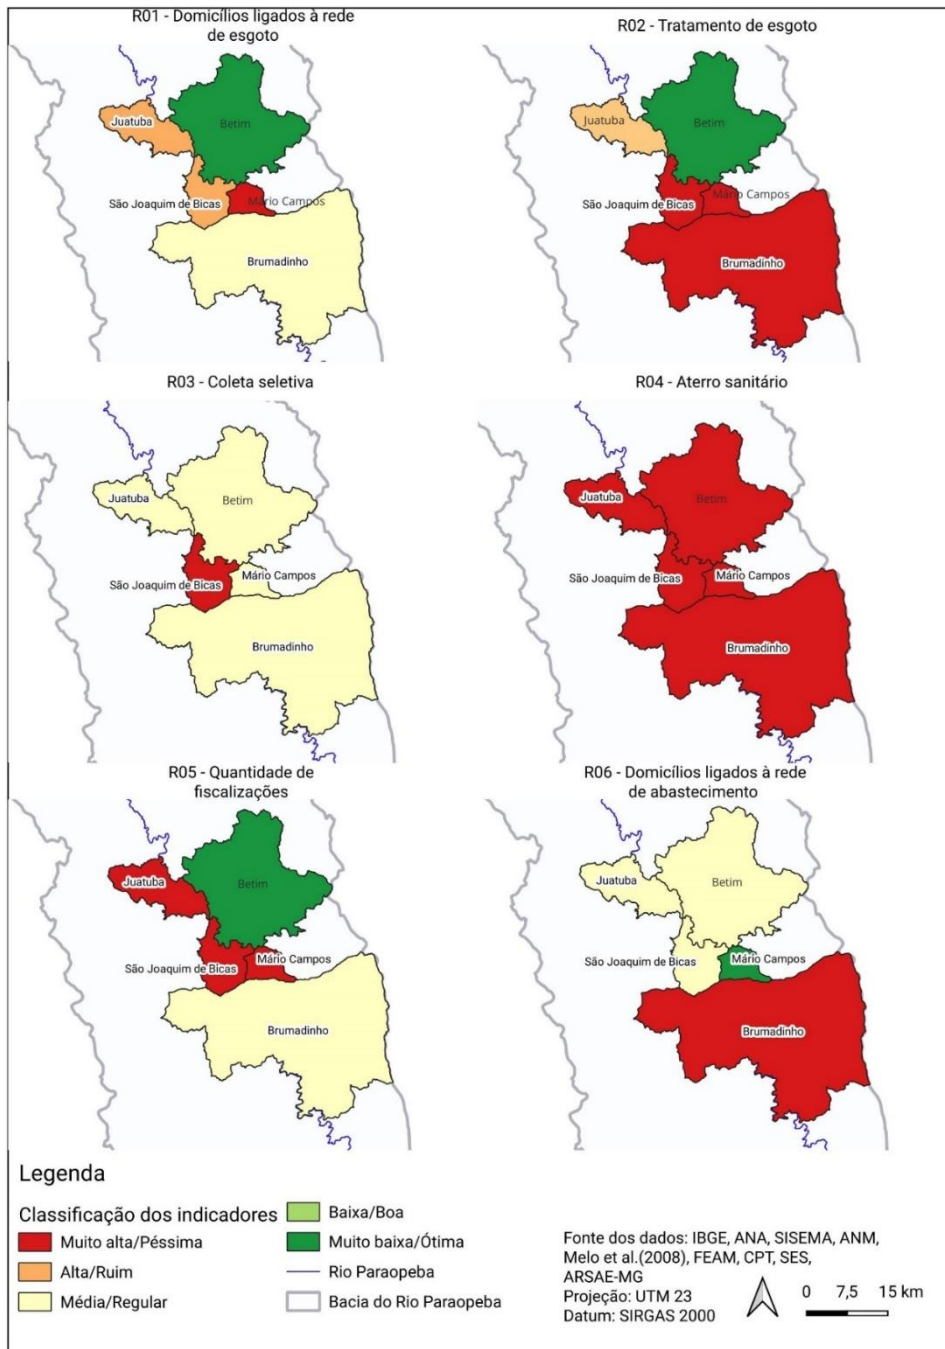 R01 - Domicílios ligados à rede
de esgoto
Juatuba
Betim
São Joaquim de Bicas
Mário Campos
Brumadinho
R02 - Tratamento de esgoto
Juatuba
Betim
São Joaquim de Bicas
Mário Campos
Brumadinho
R03 - Coleta seletiva
Juatuba
Betim
São Joaquim de Bicas
Mário Campos
Brumadinho
R04 - Aterro sanitário
Juatuba
Betim
São Joaquim de Bicas
Mário Campos
Brumadinho
R05 - Quantidade de
fiscalizações
Juatuba
Betim
São Joaquim de Bicas
Mário Campos
Brumadinho
R06 - Domicílios ligados à rede
de abastecimento
Juatuba
Betim
São Joaquim de Bicas
Mário Campos
Brumadinho
Legenda
Classificação dos indicadores
Muito alta/Péssima
Alta/Ruim
Média/Regular
Baixa/Boa
Muito baixa/Ótima
Rio Paraopeba
Bacia do Rio Paraopeba
Fonte dos dados: IBGE, ANA, SISEMA, ANM,
Melo et al.(2008), FEAM, CPT, SES,
ARSAE-MG
Projeção: UTM 23
Datum: SIRGAS 2000
0 7,5 15 km